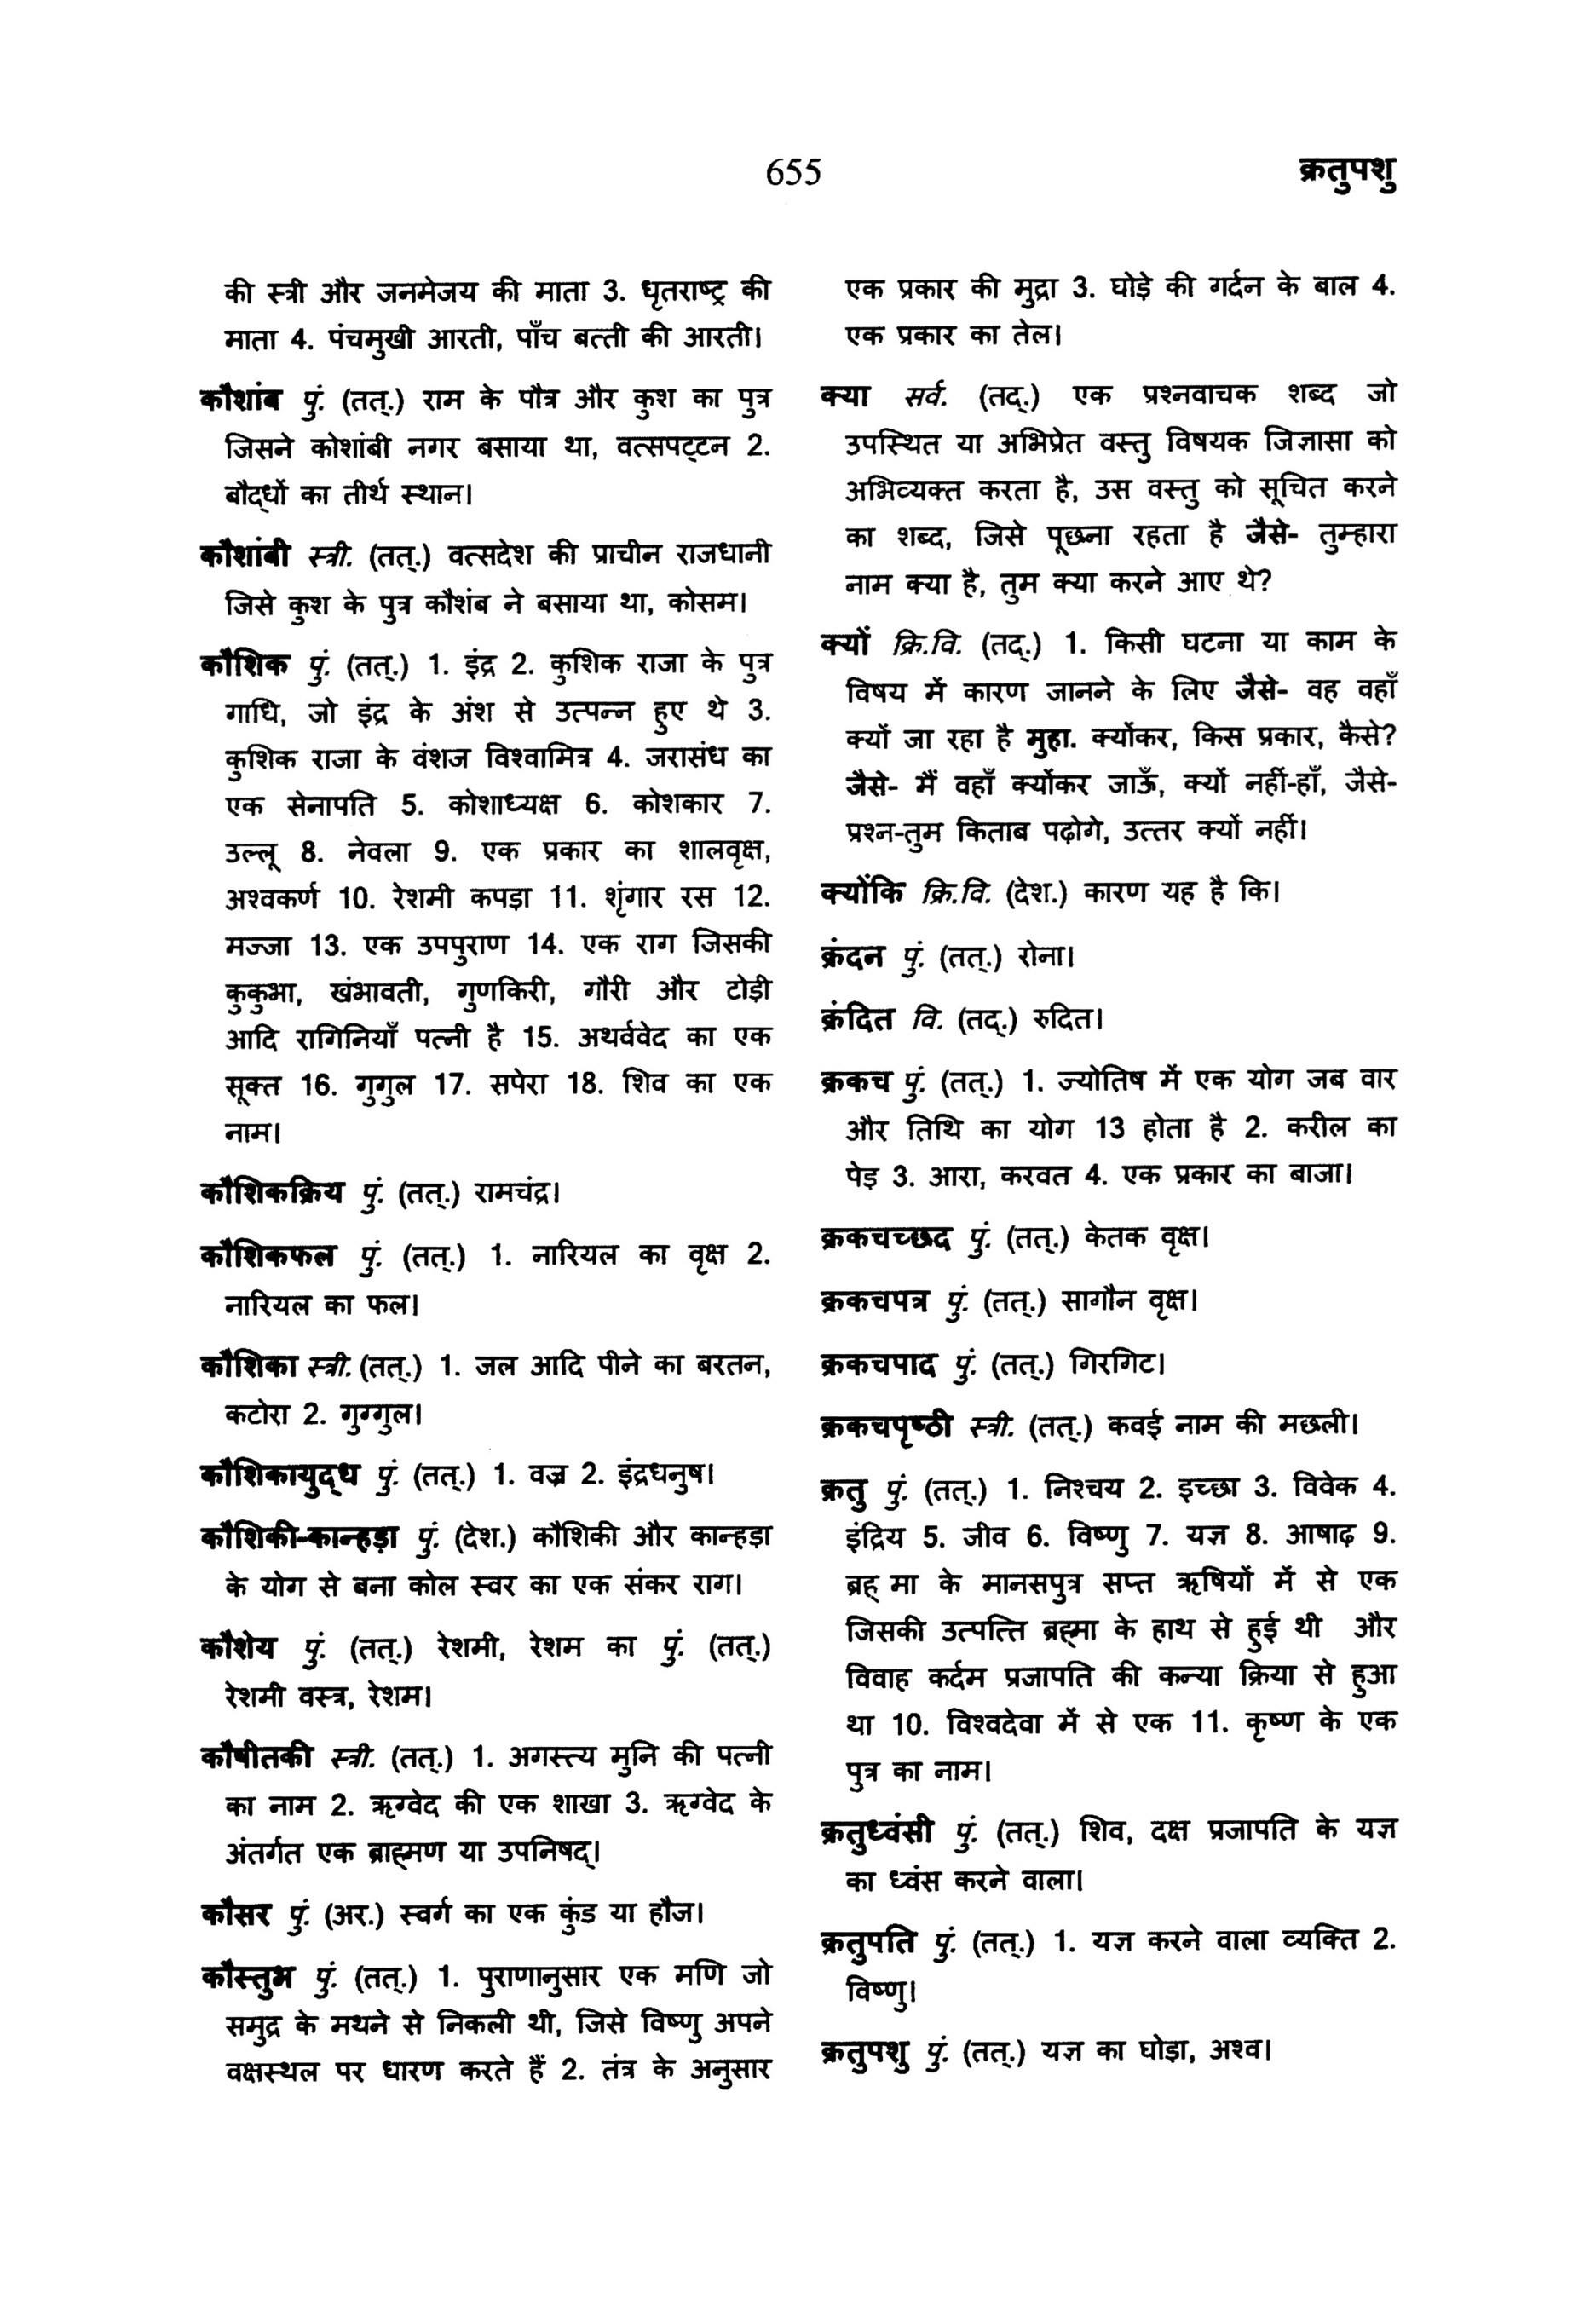 655
क्रतुपशु
की स्त्री और जनमेजय की माता 3. धृतराष्ट्र की
माता 4. पंचमुखी आरती, पाँच बत्ती की आरती।
कौशांब पुं. (तत्.) राम के पौत्र और कुश का पुत्र
जिसने कोशांबी नगर बसाया था, वत्सपट्टन 2.
बौद्धों का तीर्थ स्थान।
कौशांबी स्त्री. (तत्.) वत्सदेश की प्राचीन राजधानी
जिसे कुश के पुत्र कौशंब ने बसाया था, कोसम।
कौशिक पुं. (तत्.) 1. इंद्र 2. कुशिक राजा के पुत्र
गाधि, जो इंद्र के अंश से उत्पन्न हुए थे 3.
कुशिक राजा के वंशज विश्वामित्र 4. जरासंध का
एक सेनापति 5. कोशाध्यक्ष 6. कोशकार 7.
उल्लू 8. नेवला 9. एक प्रकार का शालवृक्ष,
अश्वकर्ण 10. रेशमी कपड़ा 11. शृंगार रस 12.
मज्जा 13. एक उपपुराण 14. एक राग जिसकी
कुकुभा, खंभावती, गुणकिरी, गौरी और टोड़ी
आदि रागिनियाँ पत्नी है 15. अथर्ववेद का एक
सूक्त 16. गुगुल 17. सपेरा 18. शिव का एक
नाम।
कौशिकक्रिय पुं. (तत्.) रामचंद्र।
कौशिकफल पुं. (तत्.) 1. नारियल का वृक्ष 2.
नारियल का फल।
कौशिका स्त्री. (तत्.) 1. जल आदि पीने का बरतन,
कटोरा 2. गुग्गुल।
कौशिकायुद्ध पुं. (तत्.) 1. वज्र 2. इंद्रधनुष।
कौशिकी-कान्हड़ा पुं. (देश.) कौशिकी और कान्हड़ा
के योग से बना कोल स्वर का एक संकर राग।
कौशेय पुं. (तत्.) रेशमी, रेशम का पुं. (तत्.)
रेशमी वस्त्र, रेशम।
कौषीतकी स्त्री. (तत्.) 1. अगस्त्य मुनि की पत्नी
का नाम 2. ऋग्वेद की एक शाखा 3. ऋग्वेद के
अंतर्गत एक ब्राह्मण या उपनिषद्।
कौसर पुं. (अर.) स्वर्ग का एक कुंड या हौज।
कौस्तुभ पुं. (तत्.) 1. पुराणानुसार एक मणि जो
समुद्र के मथने से निकली थी, जिसे विष्णु अपने
वक्षस्थल पर धारण करते हैं 2. तंत्र के अनुसार
एक प्रकार की मुद्रा 3. घोड़े की गर्दन के बाल 4.
एक प्रकार का तेल।
क्या सर्व. (तद्.) एक प्रश्नवाचक शब्द जो
उपस्थित या अभिप्रेत वस्तु विषयक जिज्ञासा को
अभिव्यक्त करता है, उस वस्तु को सूचित करने
का शब्द, जिसे पूछना रहता है जैसे- तुम्हारा
नाम क्या है, तुम क्या करने आए थे?
क्यों क्रि.वि. (तद्.) 1. किसी घटना या काम के
विषय में कारण जानने के लिए जैसे- वह वहाँ
क्यों जा रहा है मुहा. क्योंकर, किस प्रकार, कैसे?
जैसे- मैं वहाँ क्योंकर जाऊँ, क्यों नहीं-हाँ, जैसे-
प्रश्न-तुम किताब पढ़ोगे, उत्तर क्यों नहीं।
क्योंकि क्रि.वि. (देश.) कारण यह है कि।
क्रंदन पुं. (तत्.) रोना।
क्रंदित वि. (तद्.) रुदित।
क्रकच पुं. (तत्.) 1. ज्योतिष में एक योग जब वार
और तिथि का योग 13 होता है 2. करील का
पेड़ 3. आरा, करवत 4. एक प्रकार का बाजा।
क्रकचच्छद पुं. (तत्.) केतक वृक्ष।
क्रकचपत्र पुं. (तत्.) सागौन वृक्ष।
क्रकचपाद पुं. (तत्.) गिरगिट।
क्रकचपृष्ठी स्त्री. (तत्.) कवई नाम की मछली।
क्रतु पुं. (तत्.) 1. निश्चय 2. इच्छा 3. विवेक 4.
इंद्रिय 5. जीव 6. विष्णु 7. यज्ञ 8. आषाढ़ 9.
ब्रह् मा के मानसपुत्र सप्त ऋषियों में से एक
जिसकी उत्पत्ति ब्रह्मा के हाथ से हुई थी और
विवाह कर्दम प्रजापति की कन्या क्रिया से हुआ
था 10. विश्वदेवा में से एक 11. कृष्ण के एक
पुत्र का नाम।
क्रतुध्वंसी पुं. (तत्.) शिव, दक्ष प्रजापति के यज्ञ
का ध्वंस करने वाला।
क्रतुपति पुं. (तत्.) 1. यज्ञ करने वाला व्यक्ति 2.
विष्णु।
क्रतुपशु पुं. (तत्.) यज्ञ का घोड़ा, अश्व।